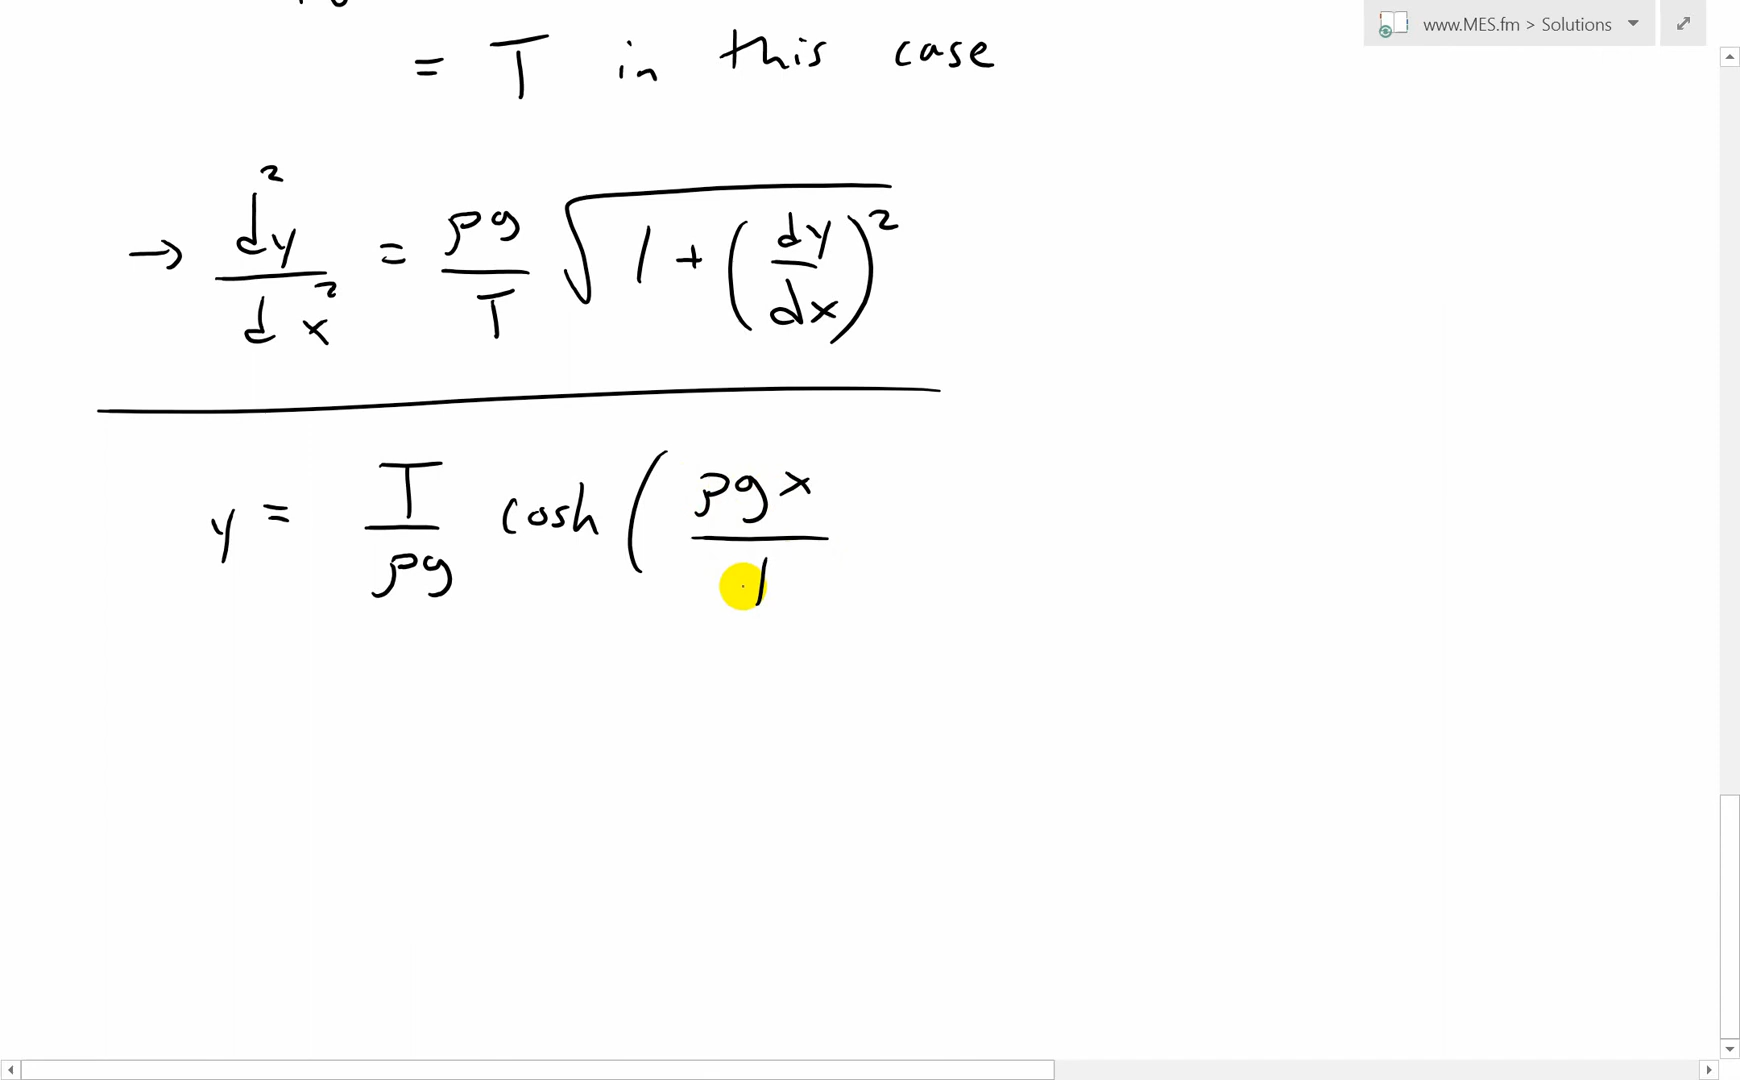 www.MES.fm > Solutions
= T in this case
→ d²y/dx² = ρg/T √(1 + (dy/dx)²)
y = T/ρg cosh (ρgx/